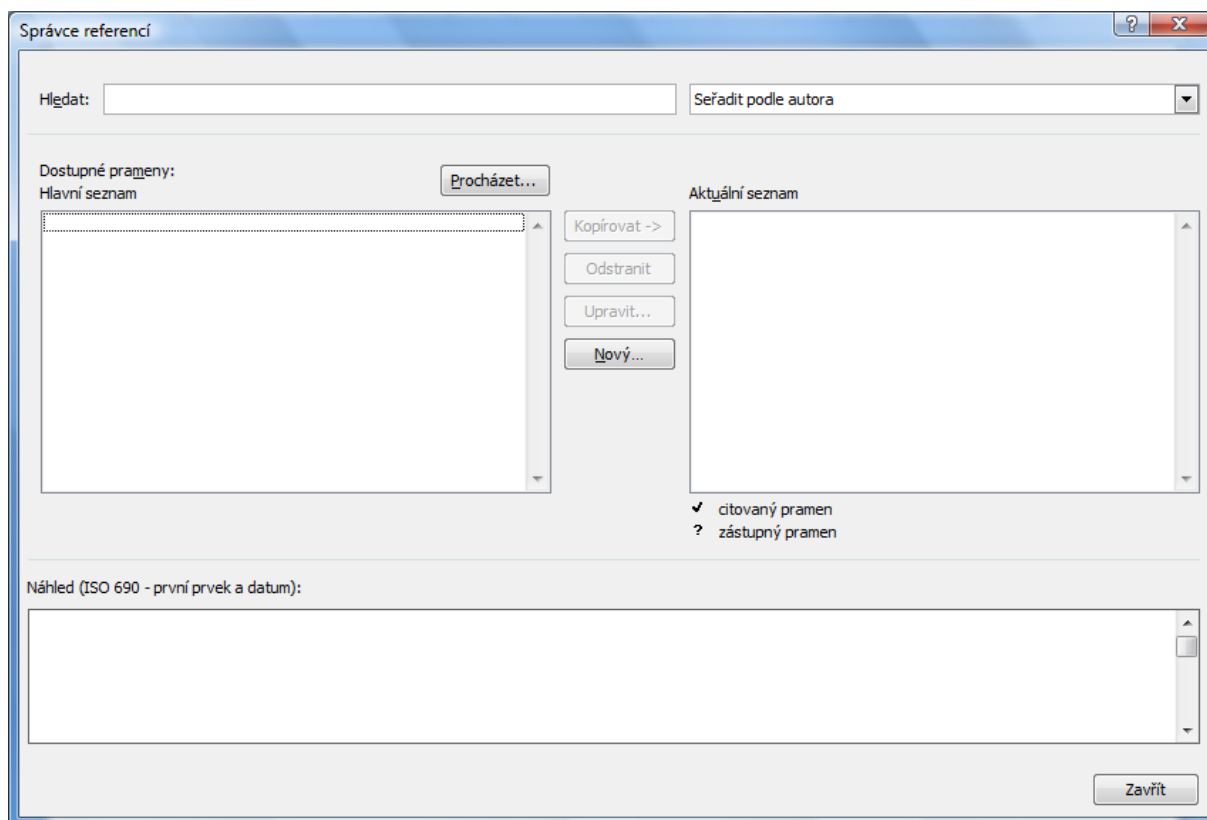 Správce referencí
Hledat:
Seřadit podle autora
Dostupné prameny:
Hlavní seznam
Procházet...
Aktuální seznam
Kopírovat ->
Odstranit
Upravit...
Nový...
✓ citovaný pramen
? zástupný pramen
Náhled (ISO 690 - první prvek a datum):
Zavřít